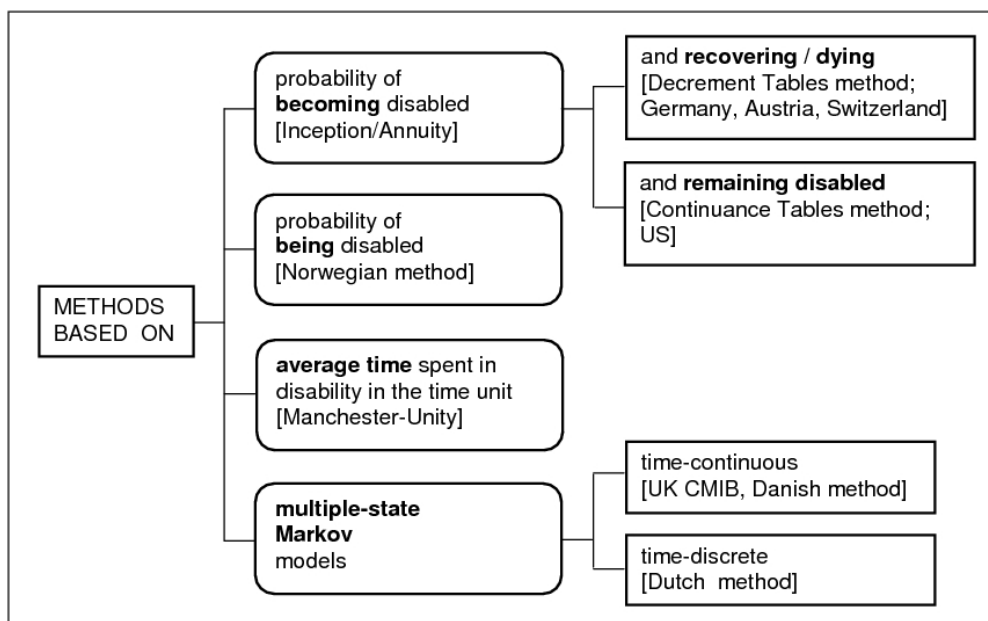 METHODS
BASED ON
probability of
becoming disabled
[Inception/Annuity]
and recovering / dying
[Decrement Tables method;
Germany, Austria, Switzerland]
and remaining disabled
[Continuance Tables method;
US]
probability of
being disabled
[Norwegian method]
average time spent in
disability in the time unit
[Manchester-Unity]
multiple-state
Markov
models
time-continuous
[UK CMIB, Danish method]
time-discrete
[Dutch method]